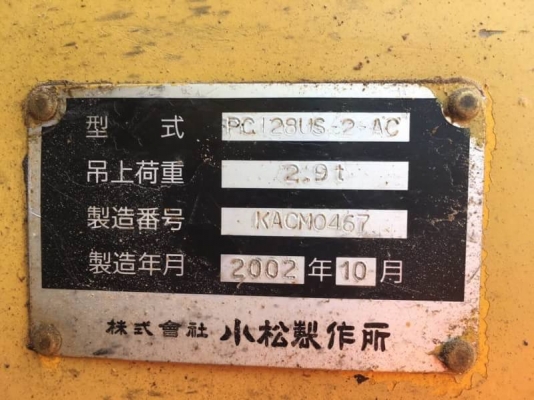 型 式 PC128US-2-AC
吊上荷重 2.9t
製造番号 KACM0467
製造年月 2002年10月
株式會社 小松製作所